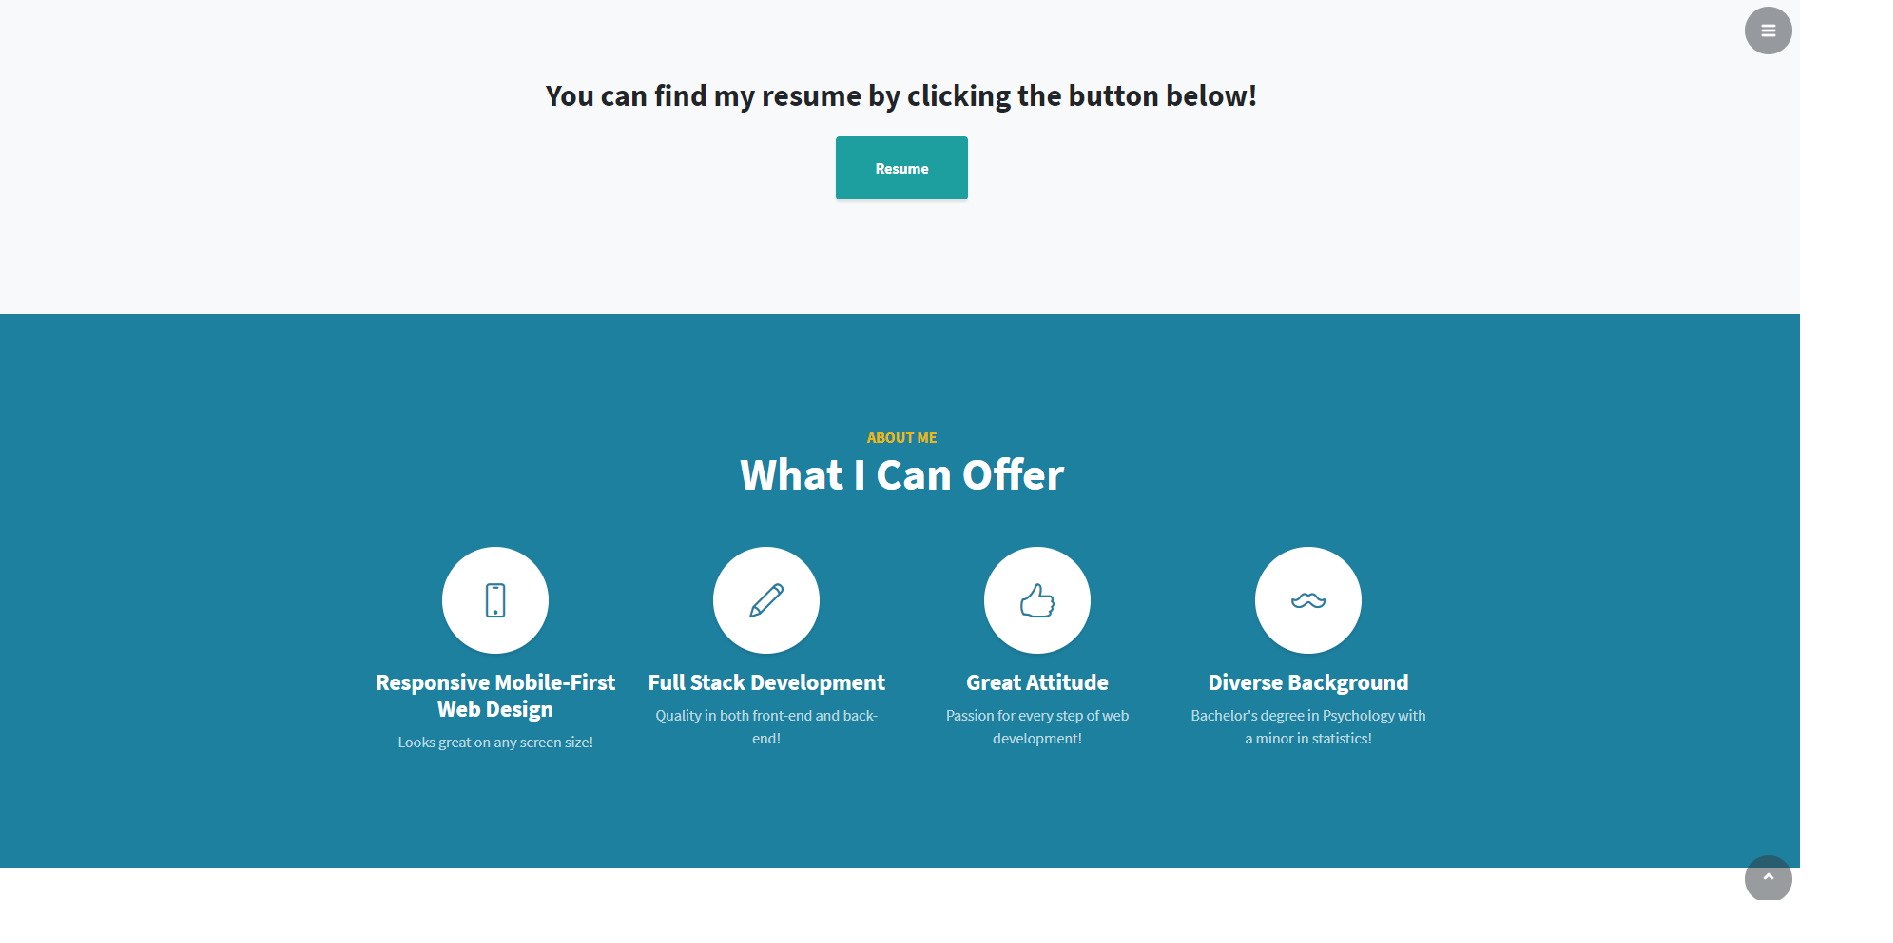 You can find my resume by clicking the button below!
Resume
ABOUT ME
What I Can Offer
Responsive Mobile-First
Web Design
Looks great on any screen size!
Full Stack Development
Quality in both front-end and back-
end!
Great Attitude
Passion for every step of web
development!
Diverse Background
Bachelor's degree in Psychology with
a minor in statistics!